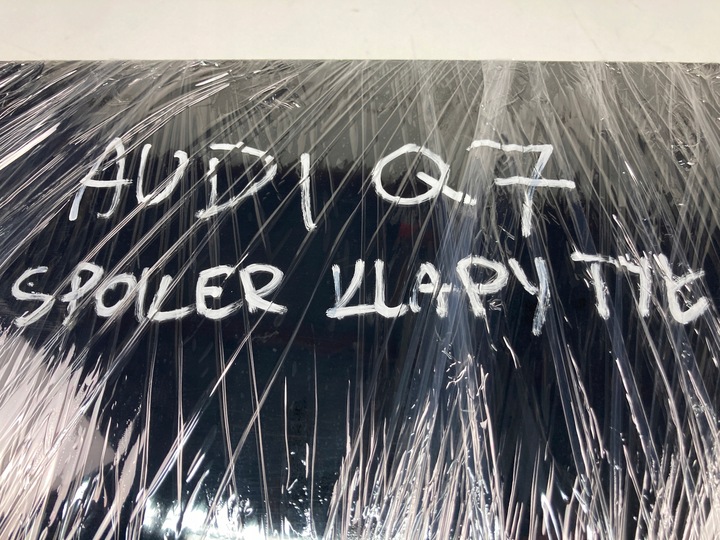 AUDI Q7
SPOILER KLAPY TYŁ